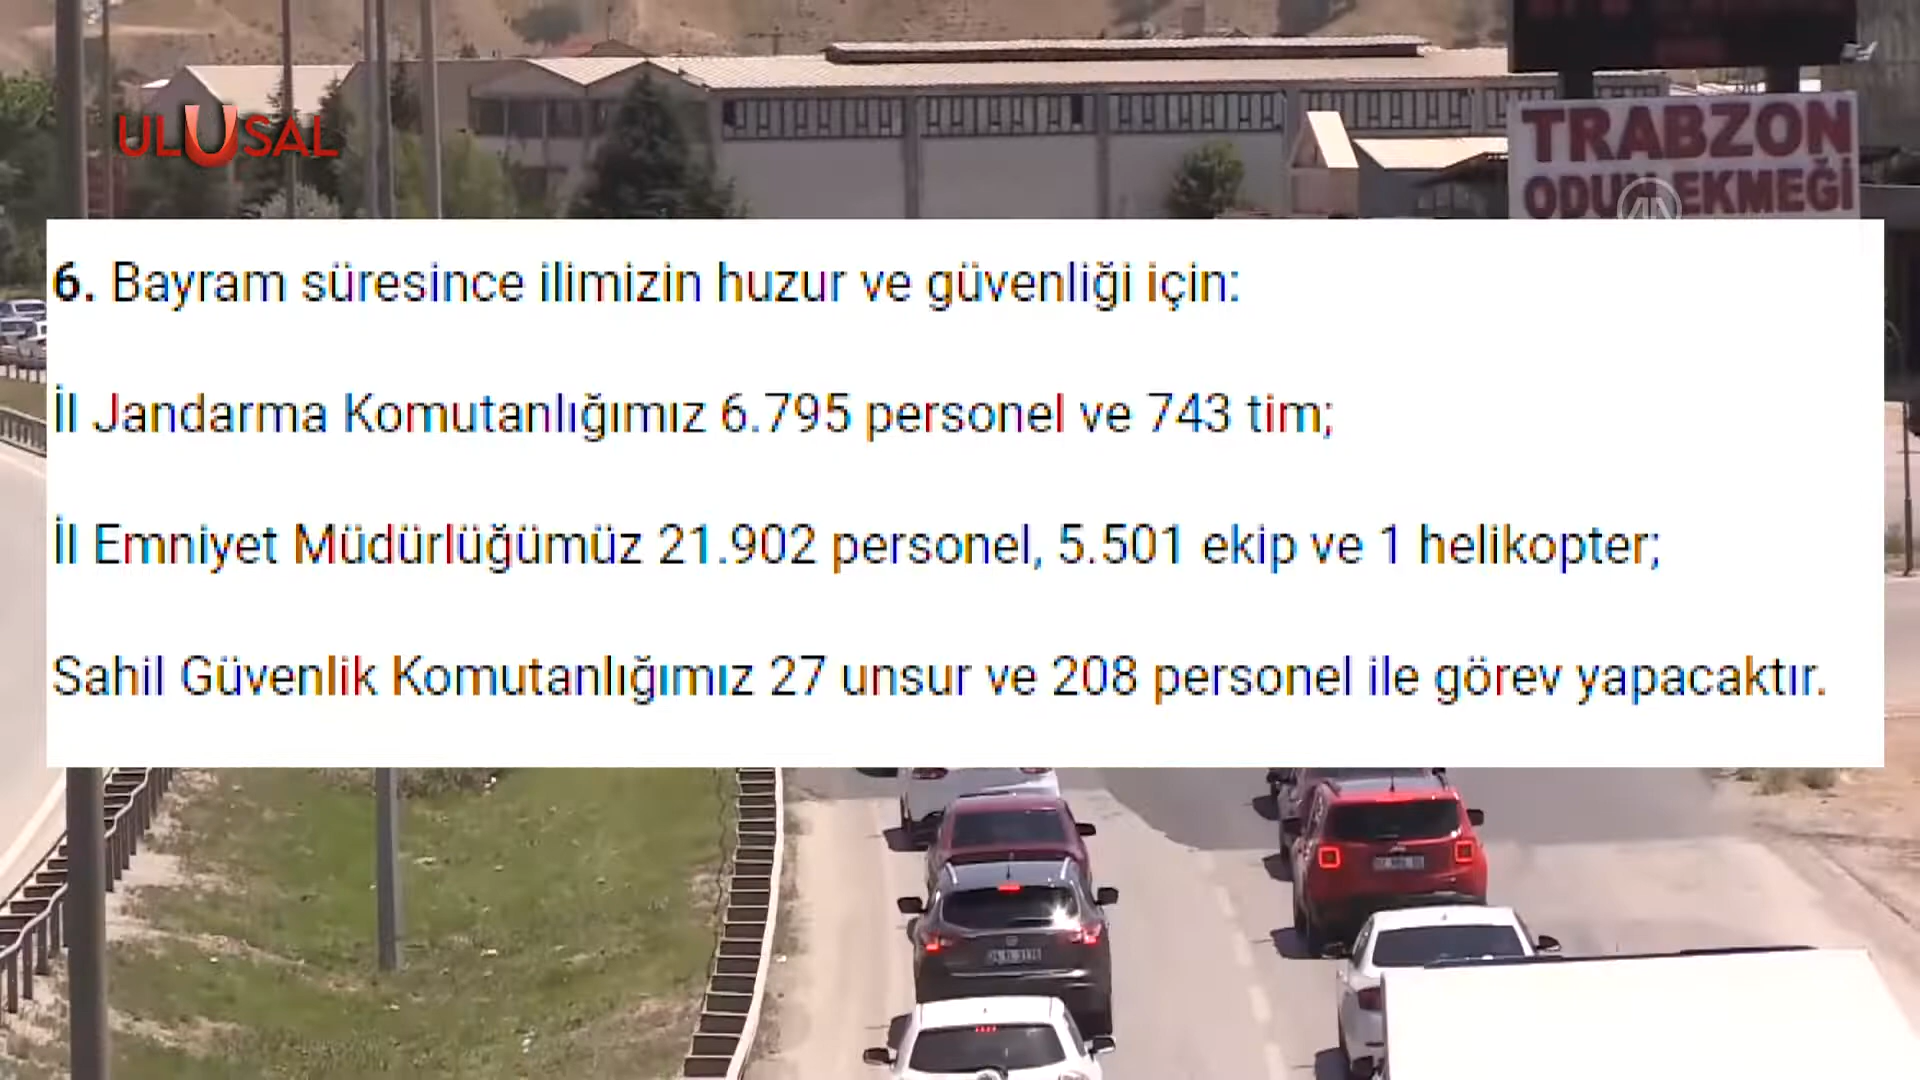 ULUSAL
TRABZON
ODUN EKMEĞİ
AA
6. Bayram süresince ilimizin huzur ve güvenliği için:
İl Jandarma Komutanlığımız 6.795 personel ve 743 tim;
İl Emniyet Müdürlüğümüz 21.902 personel, 5.501 ekip ve 1 helikopter;
Sahil Güvenlik Komutanlığımız 27 unsur ve 208 personel ile görev yapacaktır.